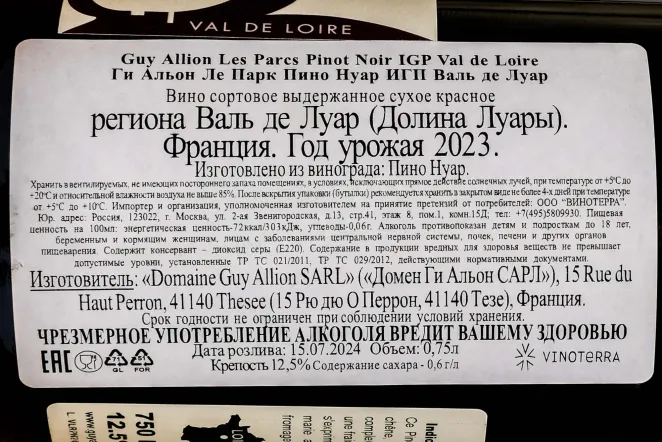 VAL DE LOIRE
Guy Allion Les Parcs Pinot Noir IGP Val de Loire
Ги Альон Ле Парк Пино Нуар ИГП Валь де Луар
Вино сортовое выдержанное сухое красное
региона Валь де Луар (Долина Луары).
Франция. Год урожая 2023.
Изготовлено из винограда: Пино Нуар.
Хранить в вентилируемых, не имеющих постороннего запаха помещениях, в условиях, исключающих прямое действие солнечных лучей, при температуре от +5°С до
+20°С и относительной влажности воздуха не выше 85%. После вскрытия упаковки (бутылки) рекомендуется хранить в закрытом виде не более 4-х дней при температуре
от +5°С до +10°С. Импортер и организация, уполномоченная изготовителем на принятие претензий от потребителей: ООО "ВИНОТЕРРА".
Юр. адрес: Россия, 123022, г. Москва, ул. 2-ая Звенигородская, д.13, стр.41, этаж 8, пом.1, комн.15Д; тел: +7(495)5809930. Пищевая
ценность на 100мл: энергетическая ценность-72ккал/303кДж, углеводы-0,06г. Алкоголь противопоказан детям и подросткам до 18 лет,
беременным и кормящим женщинам, лицам с заболеваниями центральной нервной системы, почек, печени и других органов
пищеварения. Содержит консервант – диоксид серы (Е220). Содержание в продукции вредных для здоровья веществ не превышает
допустимые уровни, установленные ТР ТС 021/2011, ТР ТС 029/2012, действующими нормативными документами.
Изготовитель: «Domaine Guy Allion SARL» («Домен Ги Альон САРЛ»), 15 Rue du
Haut Perron, 41140 Thesee (15 Рю дю О Перрон, 41140 Тезе), Франция.
Срок годности не ограничен при соблюдении условий хранения.
ЧРЕЗМЕРНОЕ УПОТРЕБЛЕНИЕ АЛКОГОЛЯ ВРЕДИТ ВАШЕМУ ЗДОРОВЬЮ
Дата розлива: 15.07.2024 Объем: 0,75л
Крепость 12,5% Содержание сахара - 0,6 г/л
EAC
71
GL
51
FOR
VINOTERRA
750
12.5
www.guy